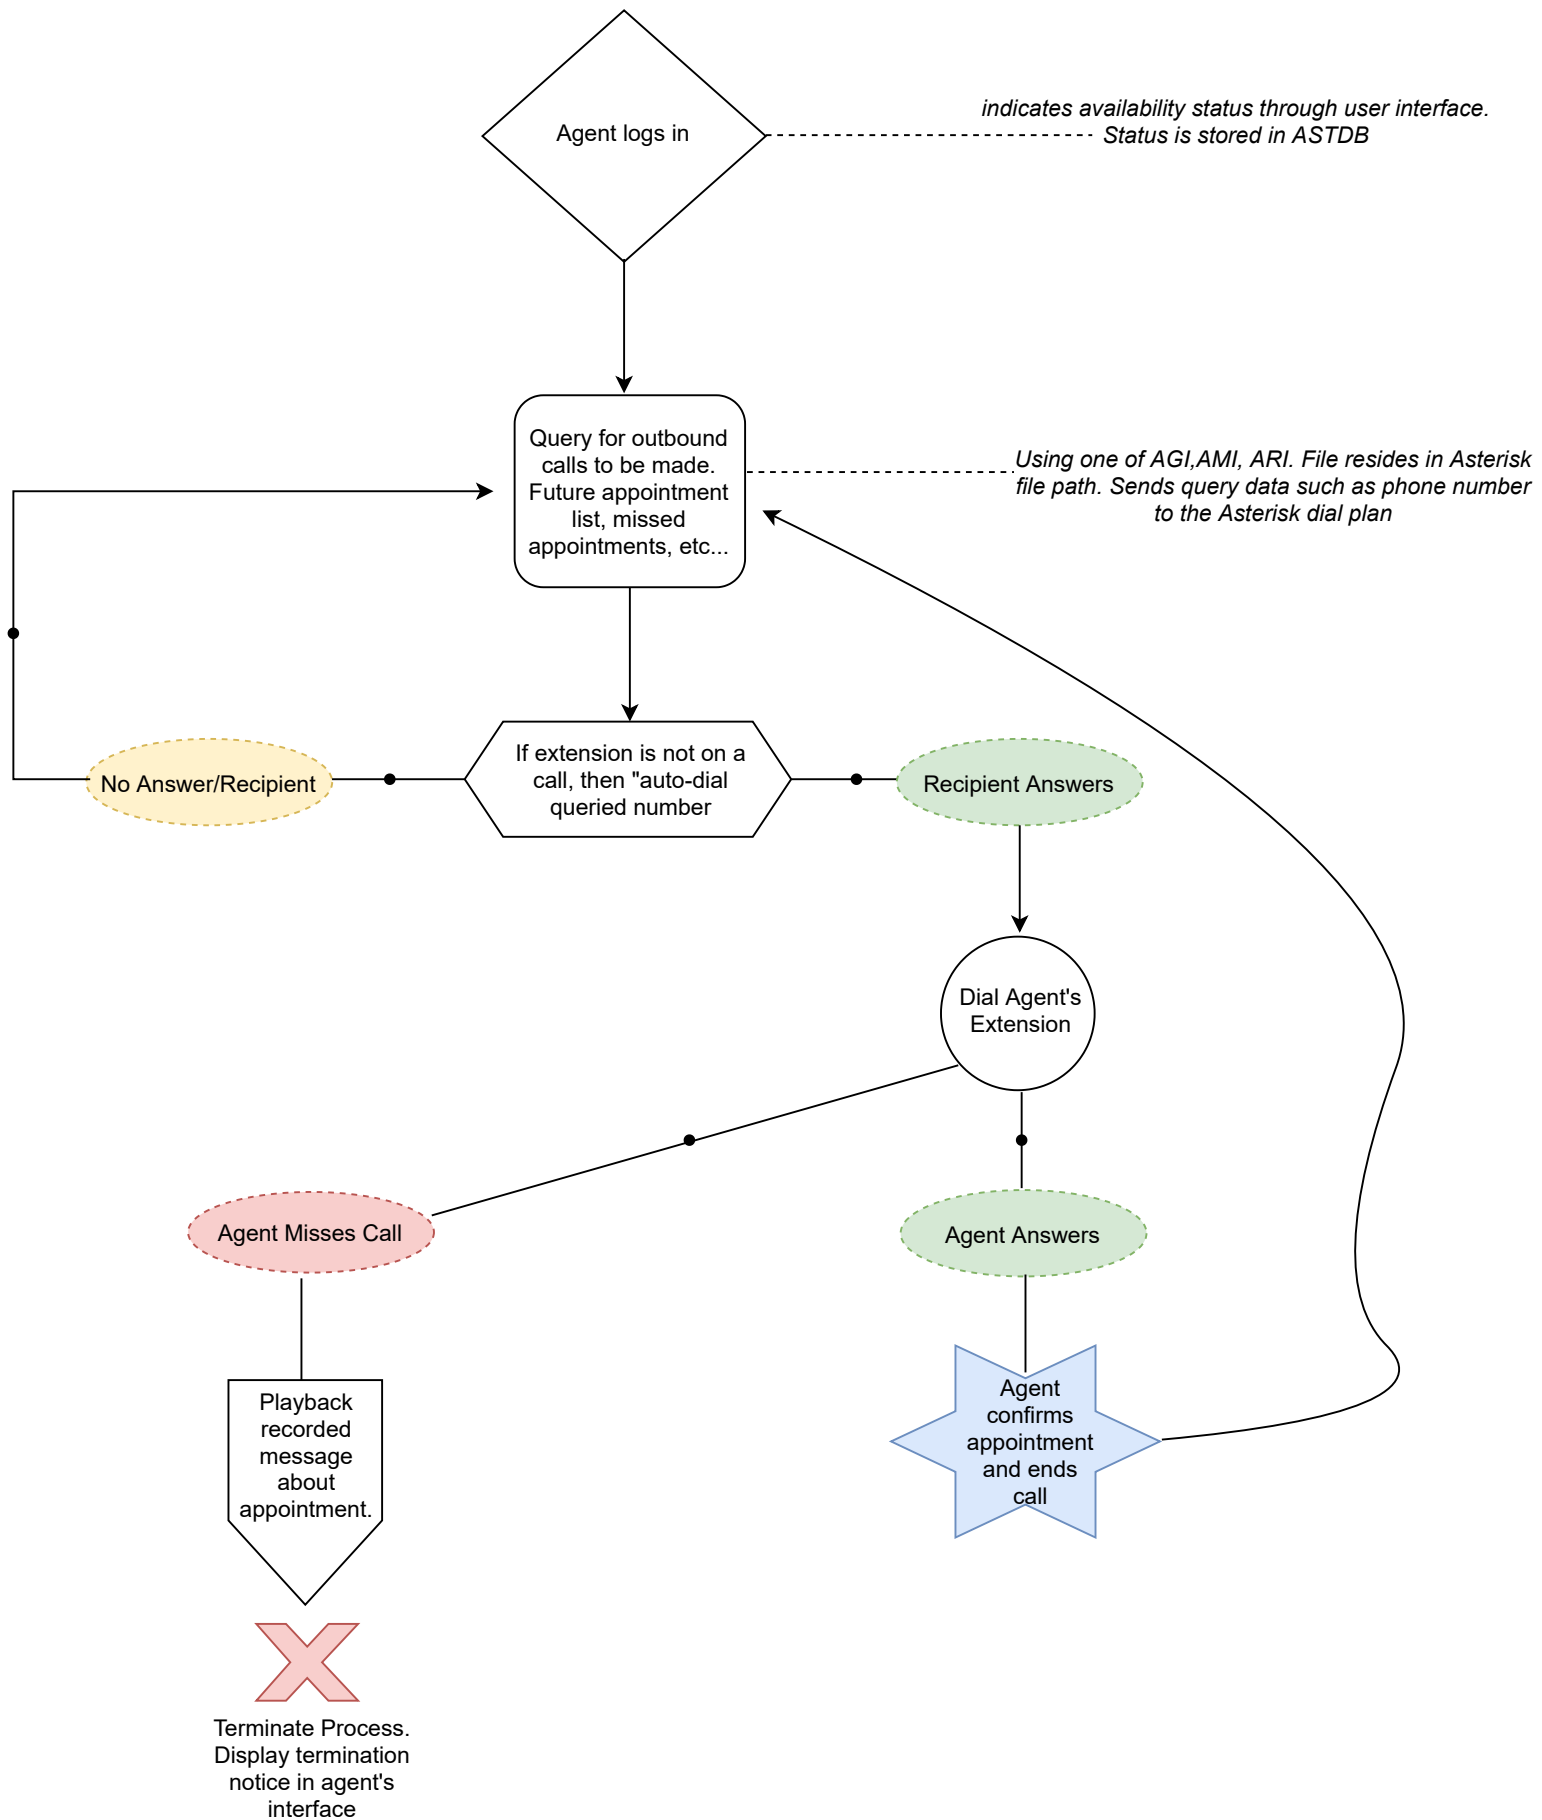 Agent logs in
indicates availability status through user interface.
Status is stored in ASTDB
Query for outbound
calls to be made.
Future appointment
list, missed
appointments, etc...
Using one of AGI,AMI, ARI. File resides in Asterisk
file path. Sends query data such as phone number
to the Asterisk dial plan
No Answer/Recipient
If extension is not on a
call, then "auto-dial
queried number
Recipient Answers
Dial Agent's
Extension
Agent Misses Call
Agent Answers
Playback
recorded
message
about
appointment.
Agent
confirms
appointment
and ends
call
Terminate Process.
Display termination
notice in agent's
interface